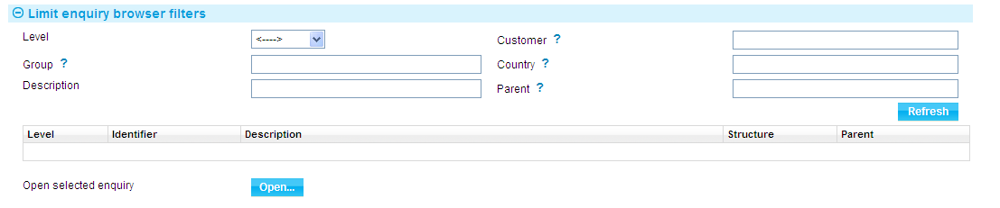 Limit enquiry browser filters
Level <----> Customer ?
Group ? Country ?
Description Parent ?
Refresh
Level Identifier Description Structure Parent
Open selected enquiry Open...